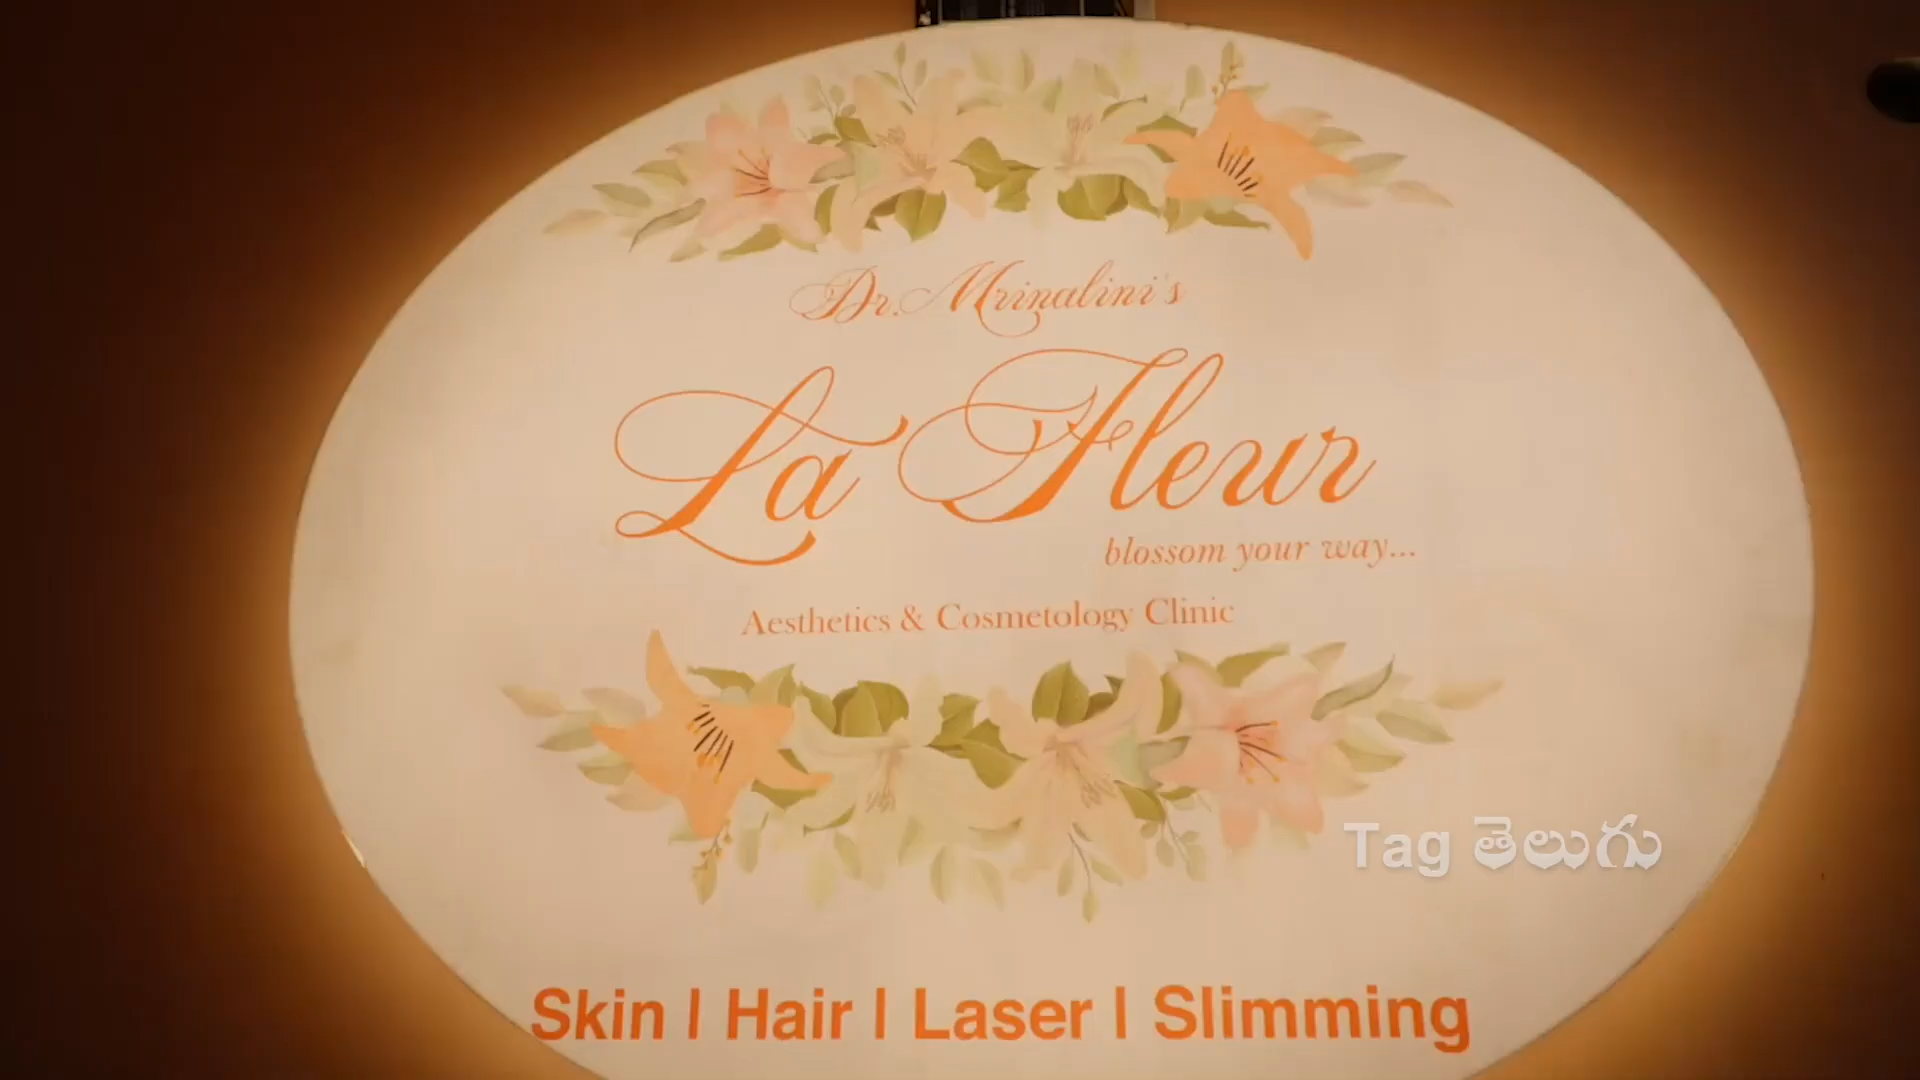 Dr. Mrinalini's
La Fleur
blossom your way...
Aesthetics & Cosmetology Clinic
Tag తెలుగు
Skin | Hair | Laser | Slimming